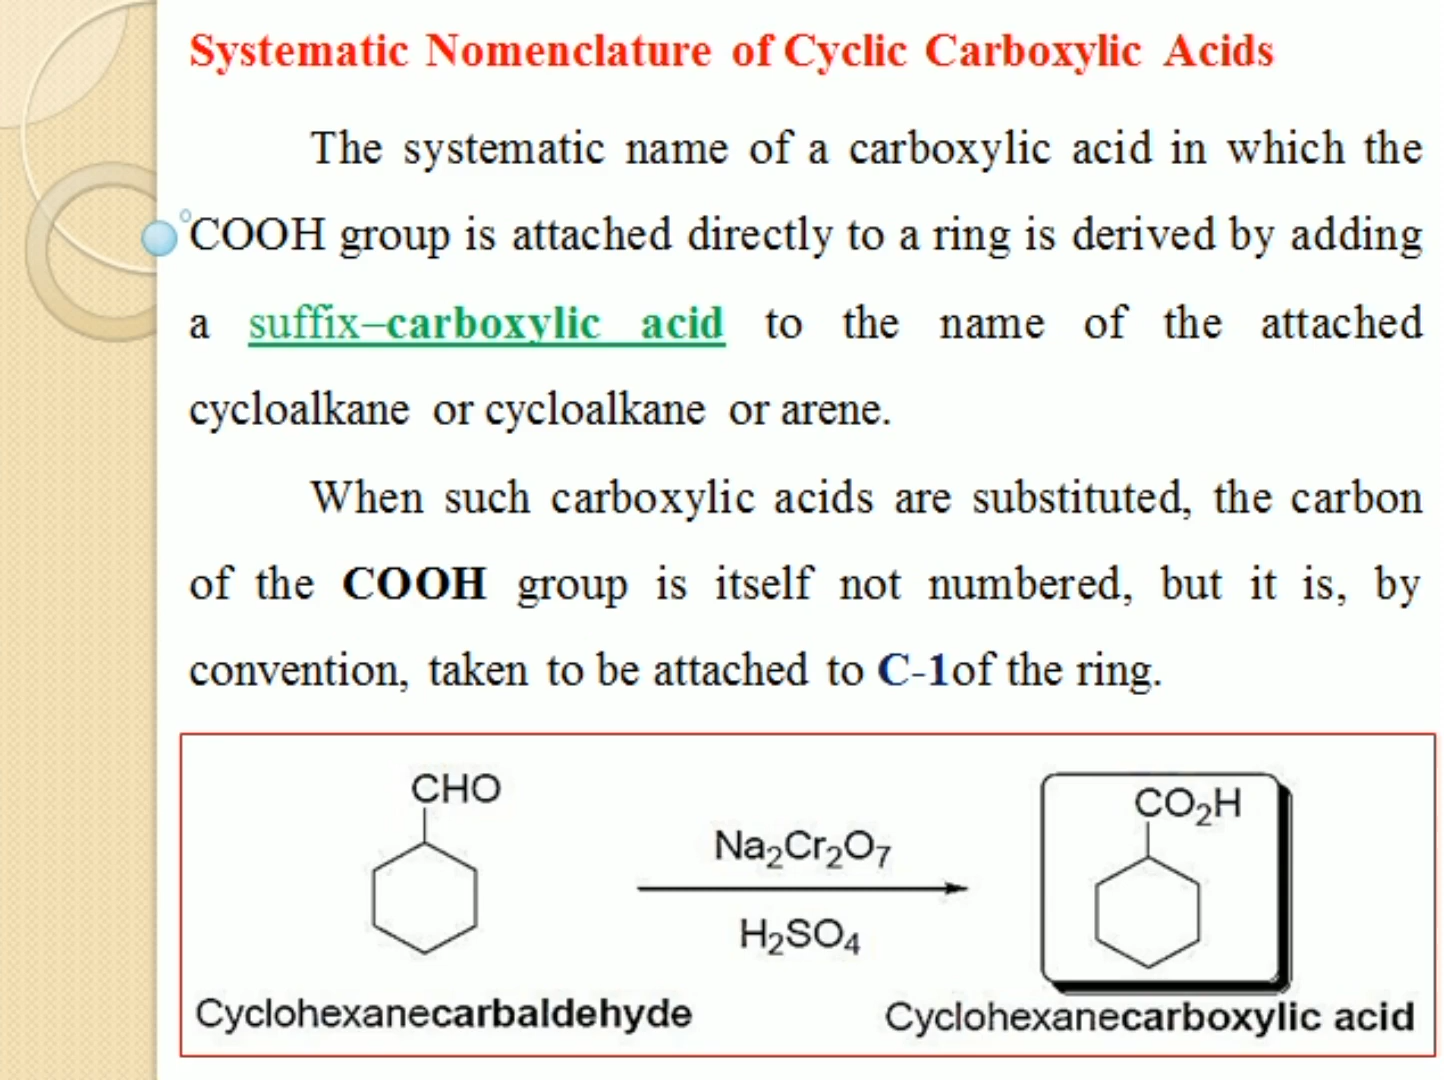 Systematic Nomenclature of Cyclic Carboxylic Acids
The systematic name of a carboxylic acid in which the
COOH group is attached directly to a ring is derived by adding
a suffix–carboxylic acid to the name of the attached
cycloalkane or cycloalkane or arene.
When such carboxylic acids are substituted, the carbon
of the COOH group is itself not numbered, but it is, by
convention, taken to be attached to C-1of the ring.
CHO
Na₂Cr₂O₇
H₂SO₄
CO₂H
Cyclohexanecarbaldehyde
Cyclohexanecarboxylic acid